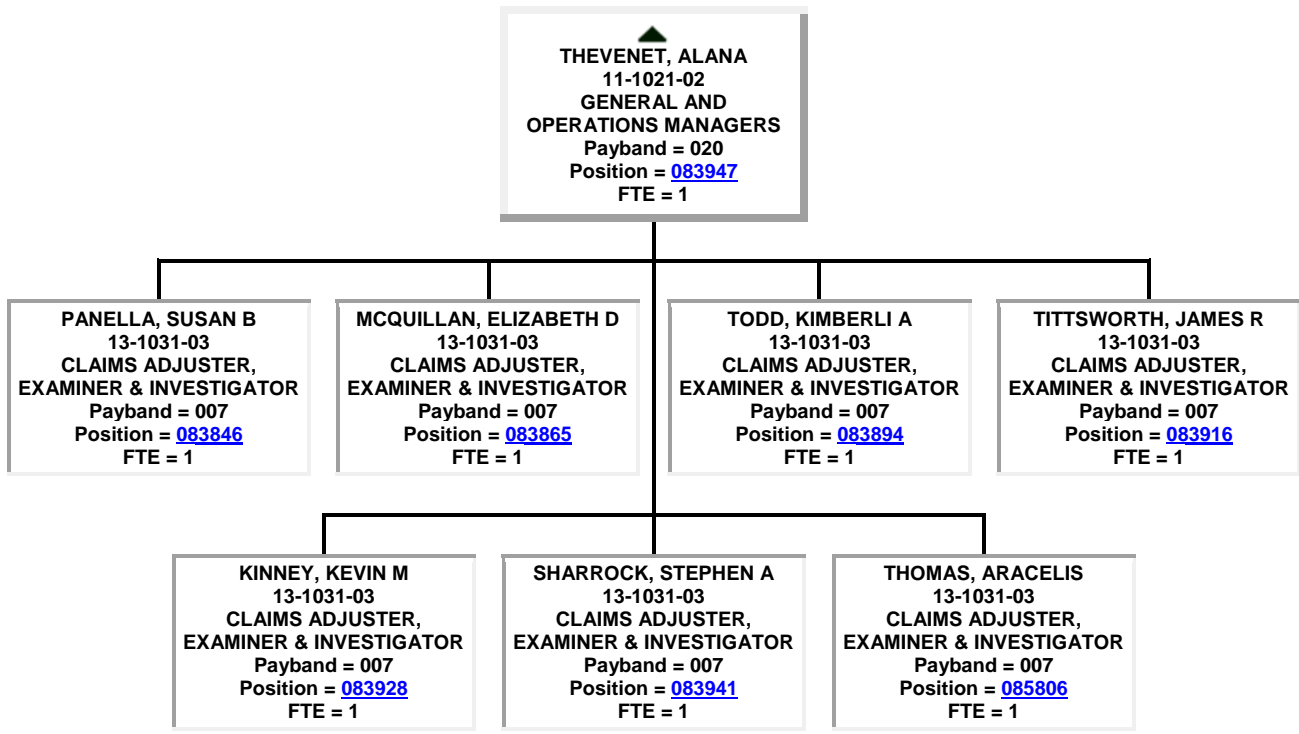 THEVENET, ALANA
11-1021-02
GENERAL AND
OPERATIONS MANAGERS
Payband = 020
Position = 083947
FTE = 1
PANELLA, SUSAN B
13-1031-03
CLAIMS ADJUSTER,
EXAMINER & INVESTIGATOR
Payband = 007
Position = 083846
FTE = 1
MCQUILLAN, ELIZABETH D
13-1031-03
CLAIMS ADJUSTER,
EXAMINER & INVESTIGATOR
Payband = 007
Position = 083865
FTE = 1
TODD, KIMBERLI A
13-1031-03
CLAIMS ADJUSTER,
EXAMINER & INVESTIGATOR
Payband = 007
Position = 083894
FTE = 1
TITTSWORTH, JAMES R
13-1031-03
CLAIMS ADJUSTER,
EXAMINER & INVESTIGATOR
Payband = 007
Position = 083916
FTE = 1
KINNEY, KEVIN M
13-1031-03
CLAIMS ADJUSTER,
EXAMINER & INVESTIGATOR
Payband = 007
Position = 083928
FTE = 1
SHARROCK, STEPHEN A
13-1031-03
CLAIMS ADJUSTER,
EXAMINER & INVESTIGATOR
Payband = 007
Position = 083941
FTE = 1
THOMAS, ARACELIS
13-1031-03
CLAIMS ADJUSTER,
EXAMINER & INVESTIGATOR
Payband = 007
Position = 085806
FTE = 1